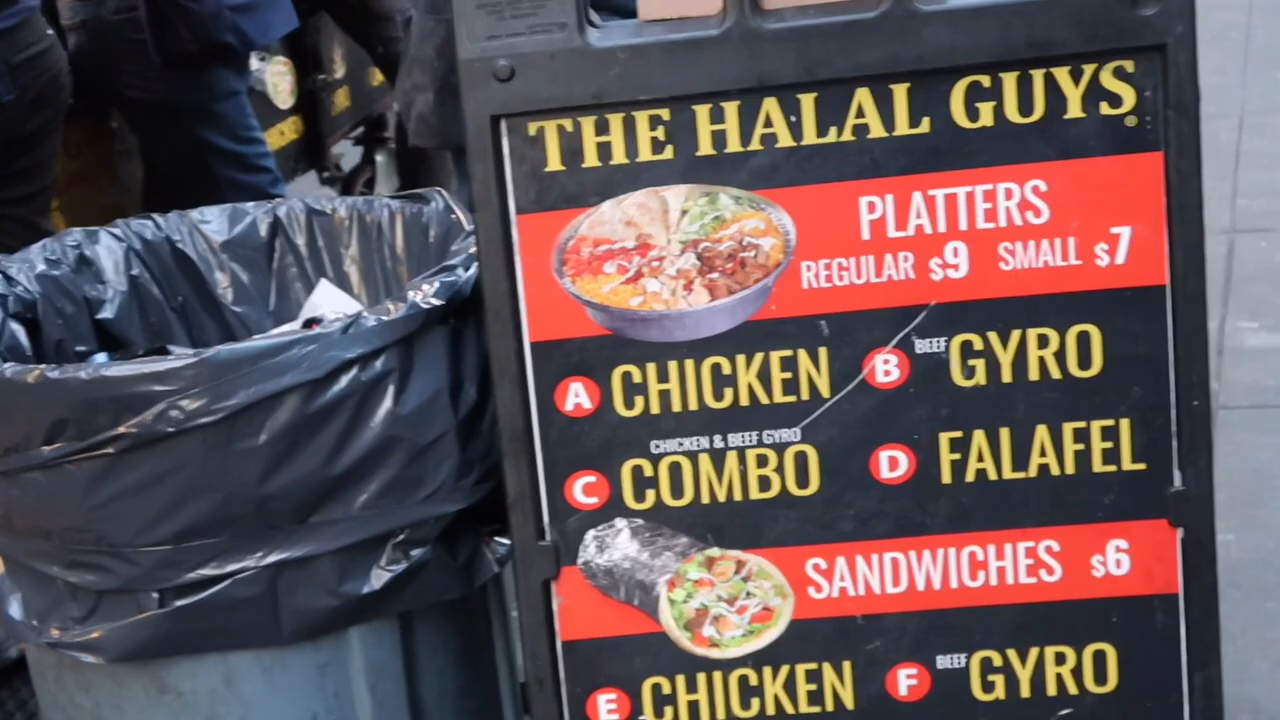 THE HALAL GUYS®
PLATTERS
REGULAR $9 SMALL $7
A CHICKEN
B BEEF GYRO
CHICKEN & BEEF GYRO
C COMBO
D FALAFEL
SANDWICHES $6
E CHICKEN
F BEEF GYRO